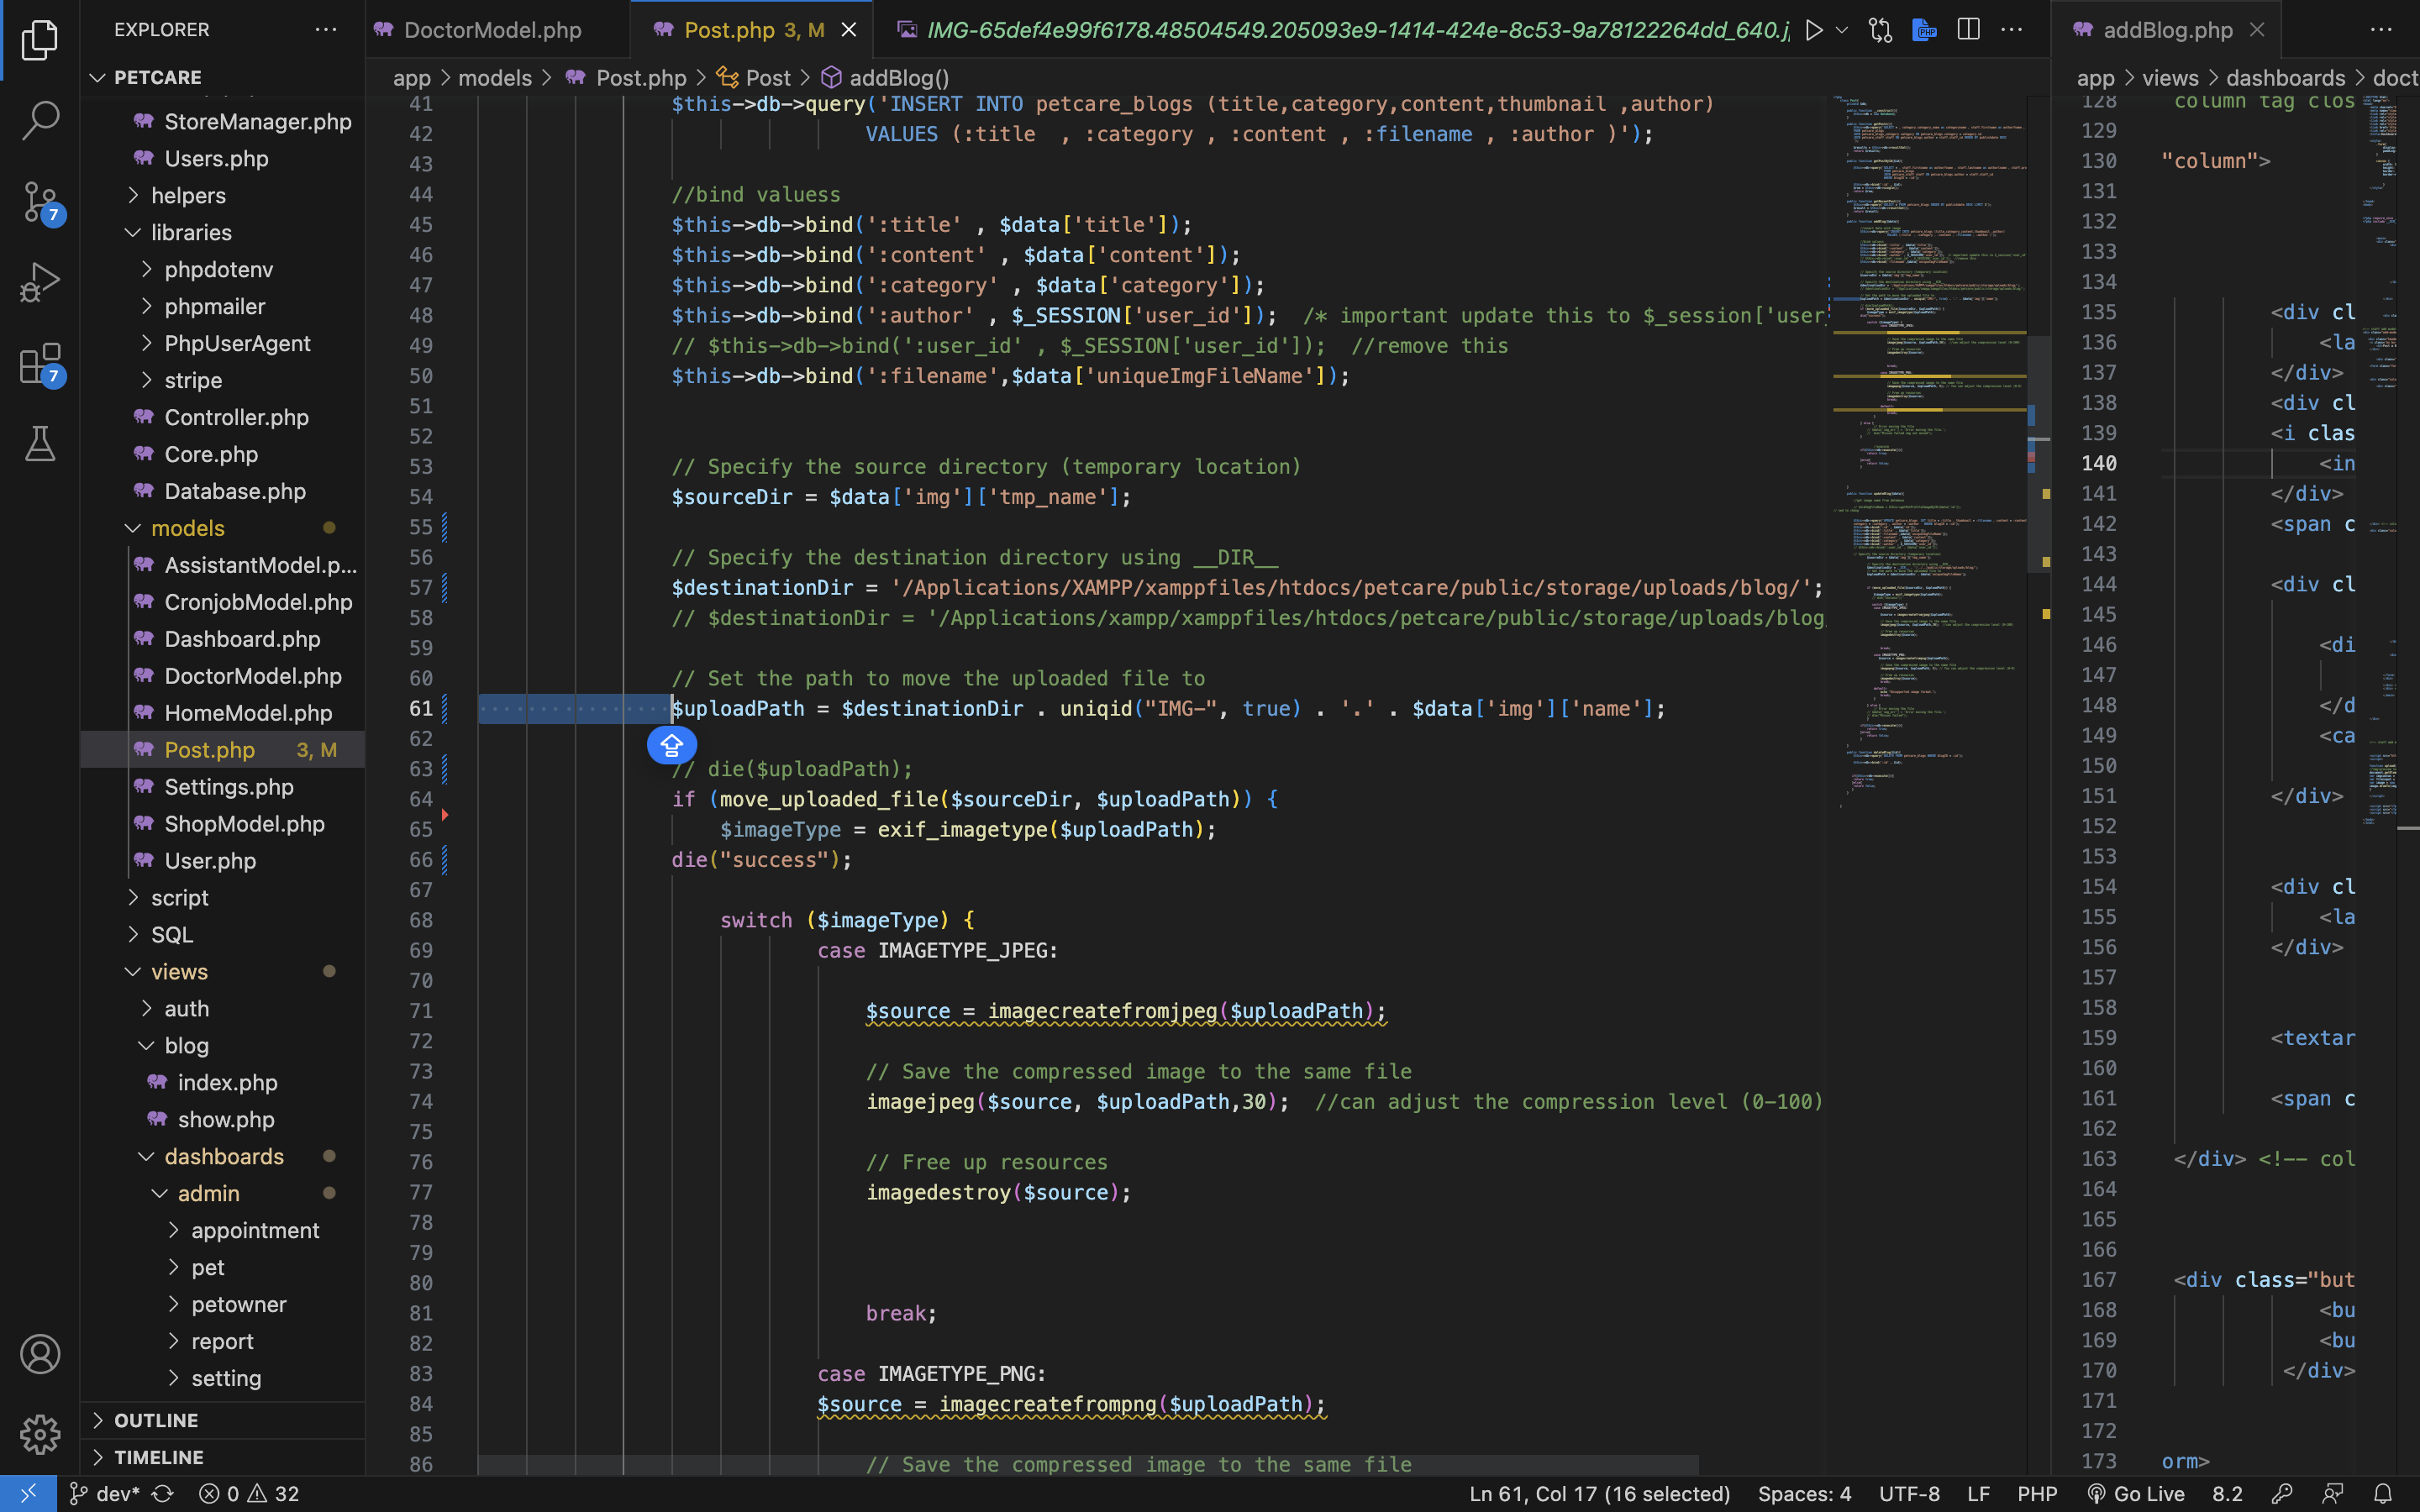 EXPLORER
PETCARE
StoreManager.php
Users.php
helpers
libraries
phpdotenv
phpmailer
PhpUserAgent
stripe
Controller.php
Core.php
Database.php
models
AssistantModel.p...
CronjobModel.php
Dashboard.php
DoctorModel.php
HomeModel.php
Post.php 3, M
Settings.php
ShopModel.php
User.php
script
SQL
views
auth
blog
index.php
show.php
dashboards
admin
appointment
pet
petowner
report
setting
OUTLINE
TIMELINE
7
7
DoctorModel.php
Post.php 3, M
IMG-65def4e99f6178.48504549.205093e9-1414-424e-8c53-9a78122264dd_640.j
app > models > Post.php > Post > addBlog()
41 $this->db->query('INSERT INTO petcare_blogs (title,category,content,thumbnail ,author)
42 VALUES (:title  , :category , :content , :filename , :author )');
43
44 //bind valuess
45 $this->db->bind(':title' , $data['title']);
46 $this->db->bind(':content' , $data['content']);
47 $this->db->bind(':category' , $data['category']);
48 $this->db->bind(':author' , $_SESSION['user_id']);  /* important update this to $_session['user_
49 // $this->db->bind(':user_id' , $_SESSION['user_id']);  //remove this
50 $this->db->bind(':filename',$data['uniqueImgFileName']);
51
52
53 // Specify the source directory (temporary location)
54 $sourceDir = $data['img']['tmp_name'];
55
56 // Specify the destination directory using __DIR__
57 $destinationDir = '/Applications/XAMPP/xamppfiles/htdocs/petcare/public/storage/uploads/blog/';
58 // $destinationDir = '/Applications/xampp/xamppfiles/htdocs/petcare/public/storage/uploads/blog
59
60 // Set the path to move the uploaded file to
61 $uploadPath = $destinationDir . uniqid("IMG-", true) . '.' . $data['img']['name'];
62
63 // die($uploadPath);
64 if (move_uploaded_file($sourceDir, $uploadPath)) {
65 $imageType = exif_imagetype($uploadPath);
66 die("success");
67
68 switch ($imageType) {
69 case IMAGETYPE_JPEG:
70
71 $source = imagecreatefromjpeg($uploadPath);
72
73 // Save the compressed image to the same file
74 imagejpeg($source, $uploadPath,30);  //can adjust the compression level (0-100)
75
76 // Free up resources
77 imagedestroy($source);
78
79
80
81 break;
82
83 case IMAGETYPE_PNG:
84 $source = imagecreatefrompng($uploadPath);
85
86 // Save the compressed image to the same file
addBlog.php
app > views > dashboards > doct
128 column tag clos
129
130 "column">
131
132
133
134
135 <div cl
136 <la
137 </div>
138 <div cl
139 <i clas
140 <in
141 </div>
142 <span c
143
144 <div cl
145
146 <di
147
148 </d
149 <ca
150
151 </div>
152
153
154 <div cl
155 <la
156 </div>
157
158
159 <textar
160
161 <span c
162
163 </div> <!-- col
164
165
166
167 <div class="but
168 <bu
169 <bu
170 </div>
171
172
173 orm>
dev* 0 32
Ln 61, Col 17 (16 selected) Spaces: 4 UTF-8 LF PHP Go Live 8.2